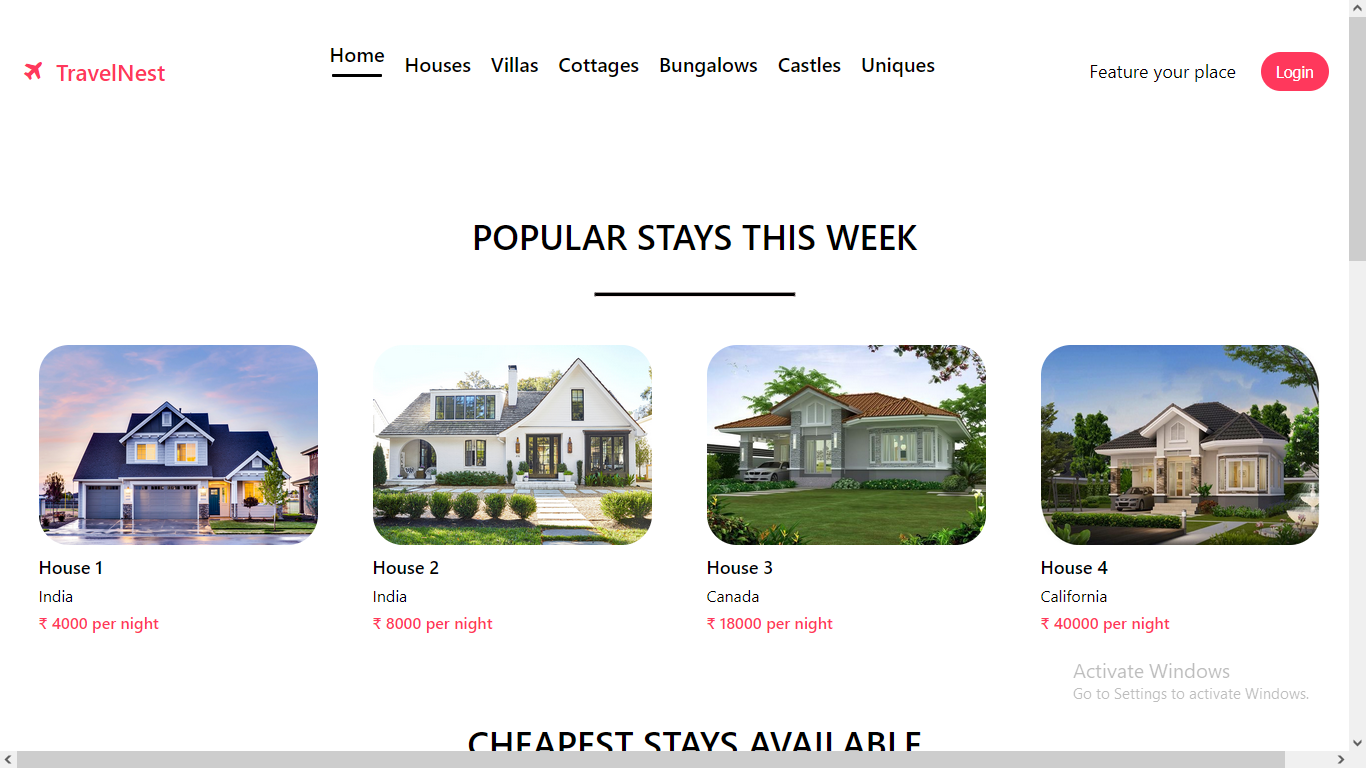 TravelNest
Home Houses Villas Cottages Bungalows Castles Uniques
Feature your place
Login
POPULAR STAYS THIS WEEK
House 1
India
₹ 4000 per night
House 2
India
₹ 8000 per night
House 3
Canada
₹ 18000 per night
House 4
California
₹ 40000 per night
Activate Windows
Go to Settings to activate Windows.
CHEAPEST STAYS AVAILABLE